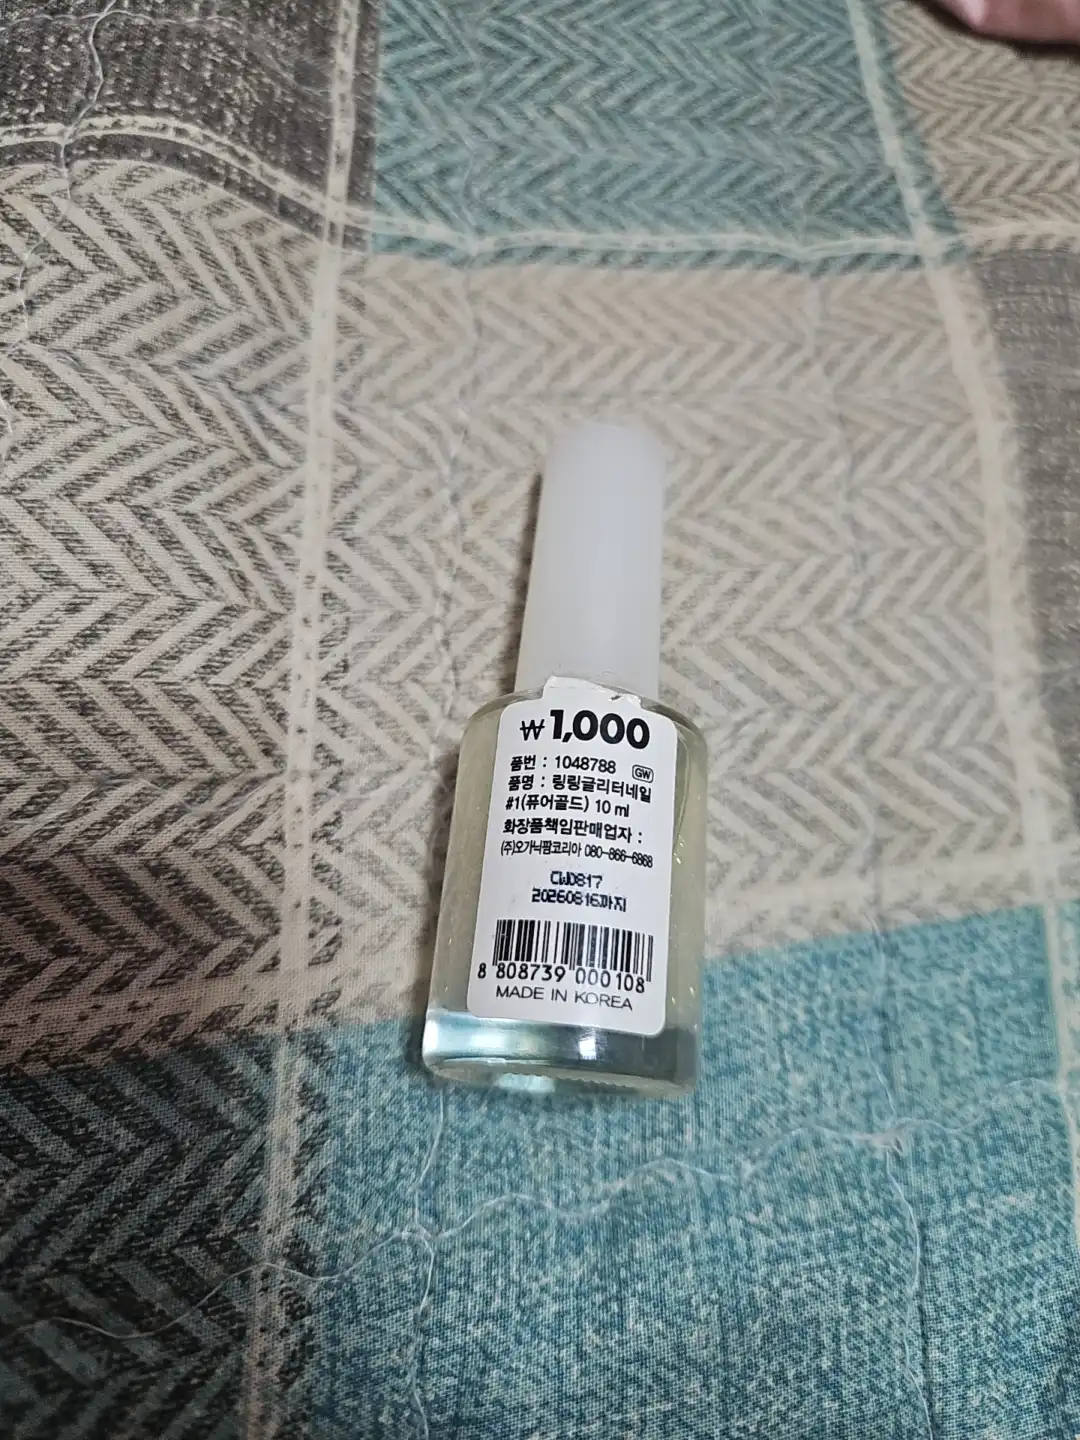 ₩1,000
품번 : 1048788 GW
품명 : 링링글리터네일
#1(퓨어골드) 10 ml
화장품책임판매업자 :
(주)오가닉팜코리아 080-866-6868
CWD817
20260816까지
8 808739 000108
MADE IN KOREA